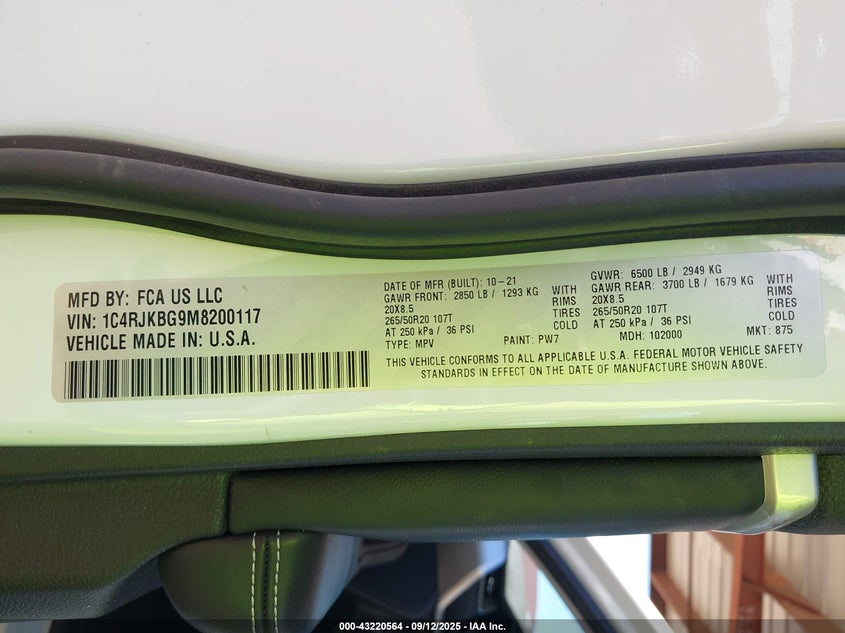 MFD BY: FCA US LLC
VIN: 1C4RJKBG9M8200117
VEHICLE MADE IN: U.S.A.
DATE OF MFR (BUILT): 10-21
GAWR FRONT: 2850 LB / 1293 KG WITH
20X8.5 RIMS
265/50R20 107T TIRES
AT 250 kPa / 36 PSI COLD
TYPE: MPV PAINT: PW7
GVWR: 6500 LB / 2949 KG
GAWR REAR: 3700 LB / 1679 KG WITH
20X8.5 RIMS
265/50R20 107T TIRES
AT 250 kPa / 36 PSI COLD
MDH: 102000 MKT: 875
THIS VEHICLE CONFORMS TO ALL APPLICABLE U.S.A. FEDERAL MOTOR VEHICLE SAFETY
STANDARDS IN EFFECT ON THE DATE OF MANUFACTURE SHOWN ABOVE.
000-43220564 - 09/12/2025 - IAA Inc.